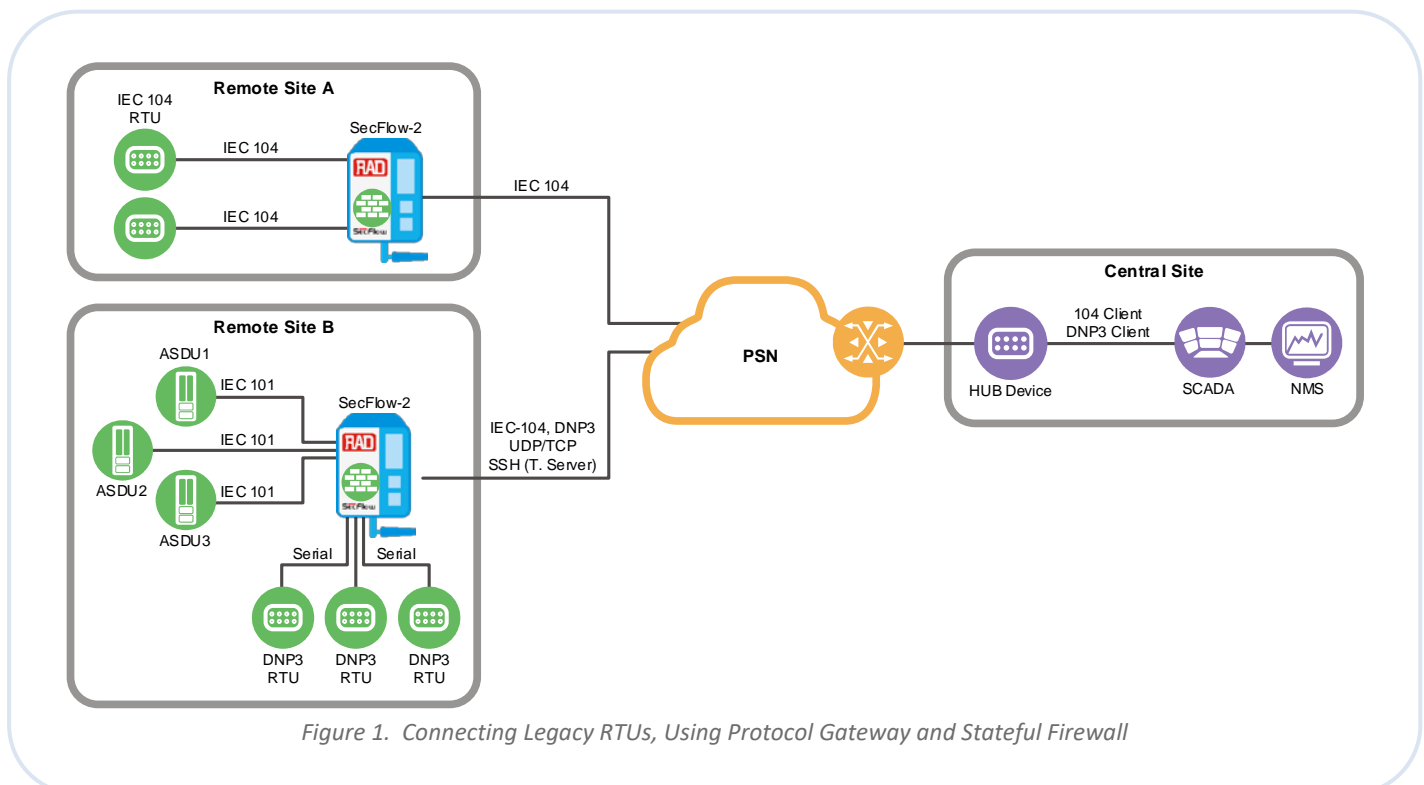 Remote Site A
IEC 104
RTU
SecFlow-2
IEC 104
RAD
SecFlow
IEC 104
IEC 104
Remote Site B
ASDU1
IEC 101
SecFlow-2
IEC 101
RAD
ASDU2
IEC 101
SecFlow
ASDU3
Serial
Serial
DNP3
RTU
DNP3
RTU
DNP3
RTU
IEC-104, DNP3
UDP/TCP
SSH (T. Server)
PSN
Central Site
104 Client
DNP3 Client
HUB Device
SCADA
NMS
Figure 1. Connecting Legacy RTUs, Using Protocol Gateway and Stateful Firewall